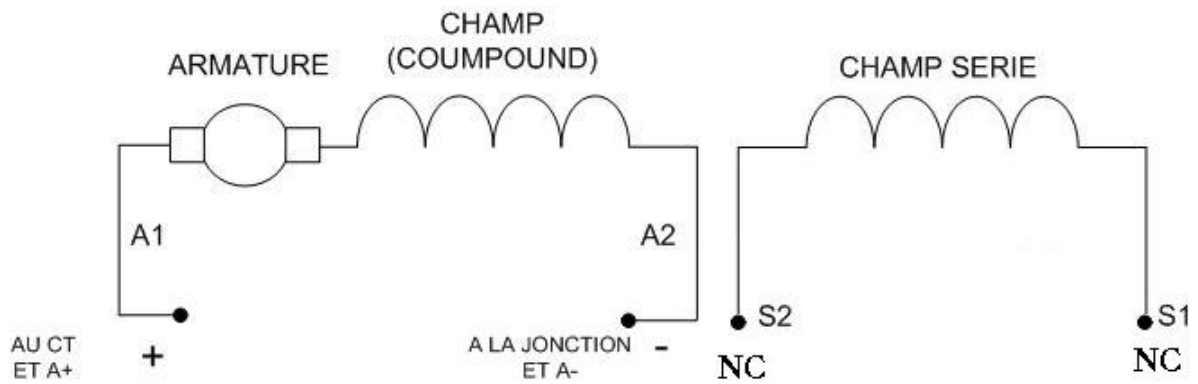 CHAMP
(COUMPOUND)
ARMATURE
CHAMP SERIE
A1
A2
S2
S1
AU CT
ET A+
+
A LA JONCTION
ET A-
-
NC
NC